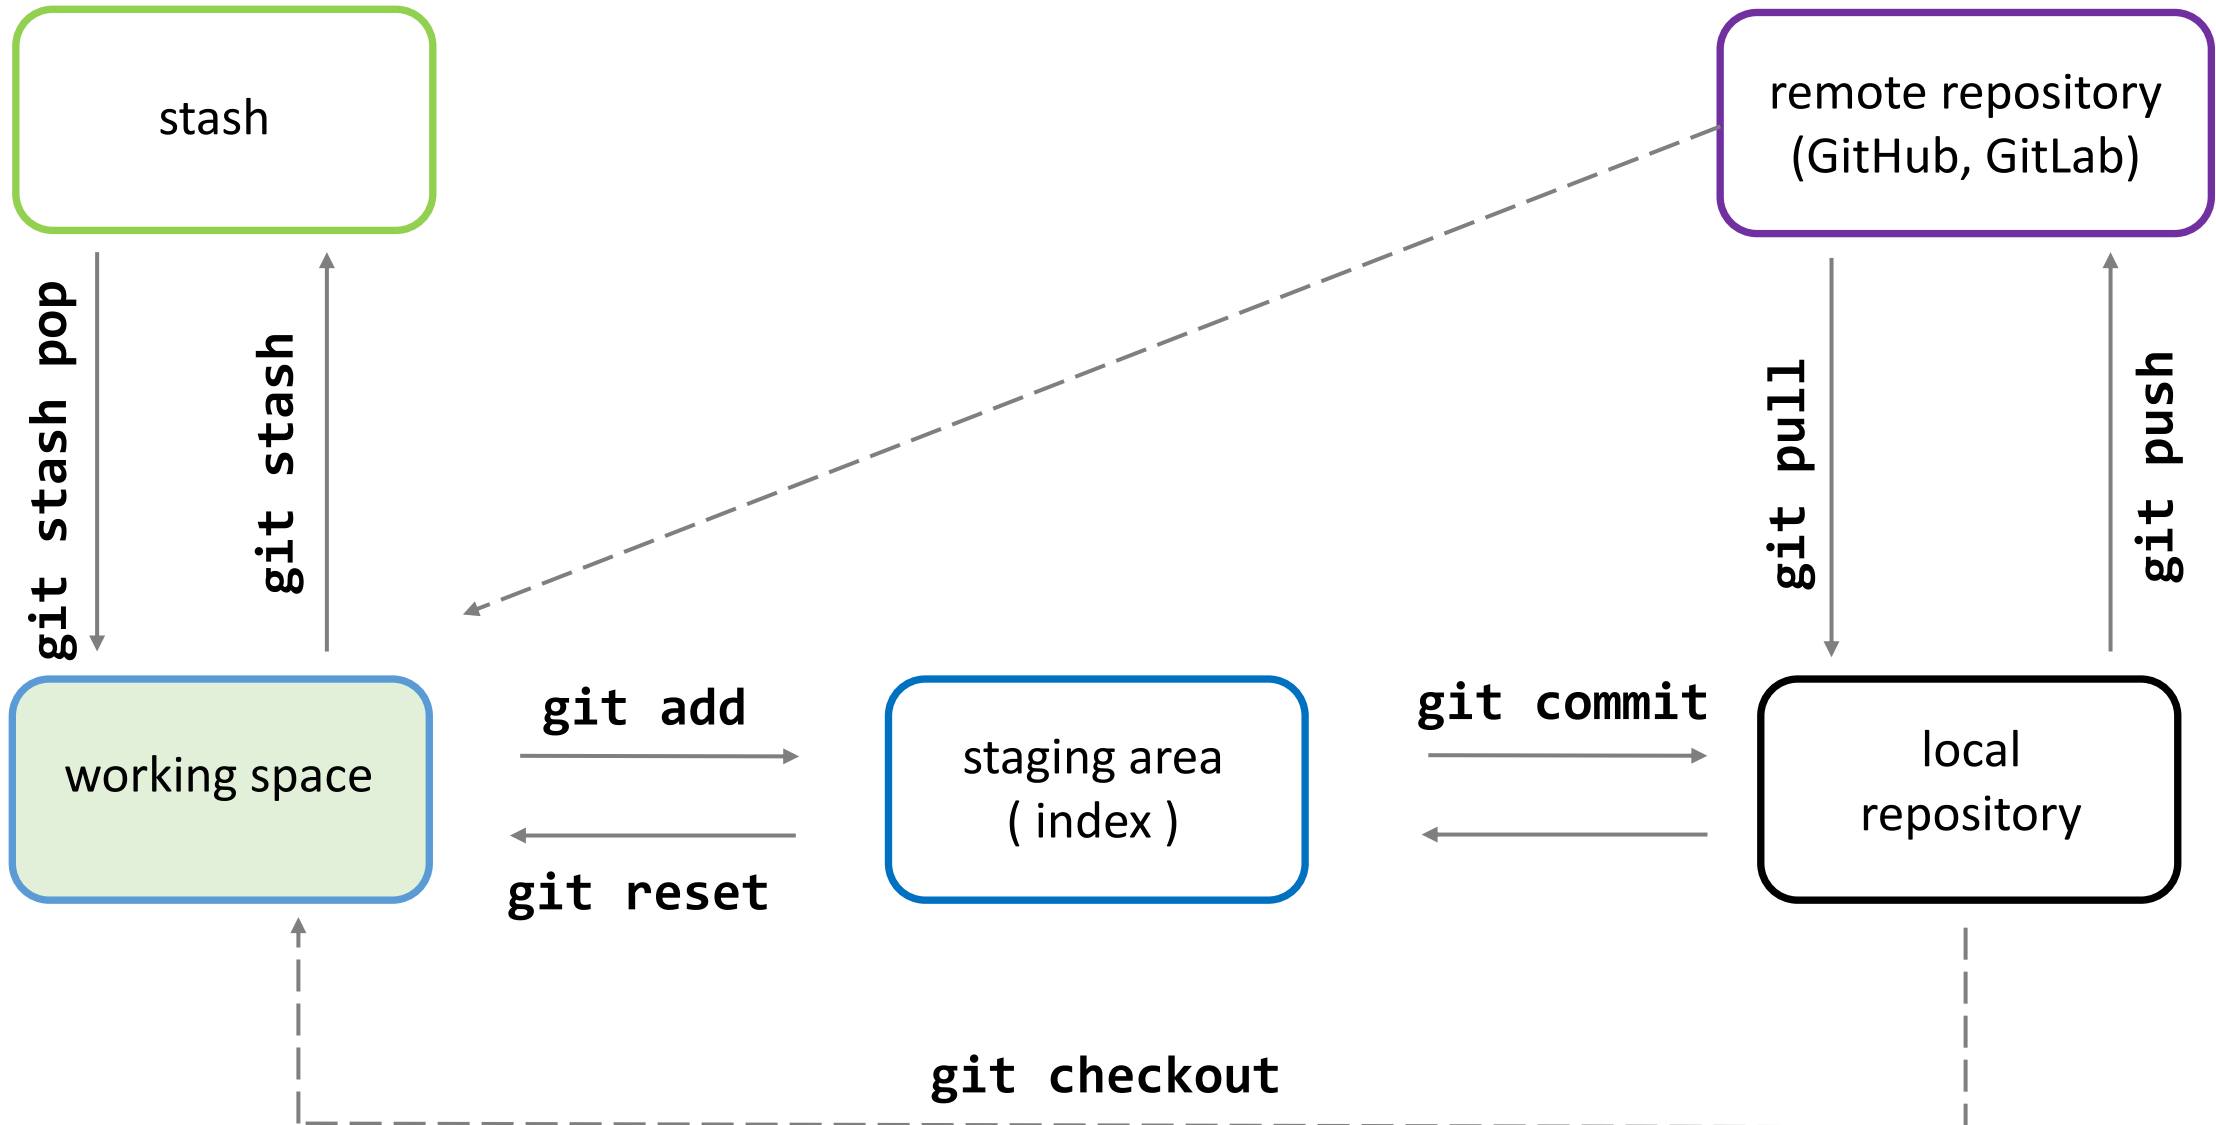 stash
remote repository
(GitHub, GitLab)
git stash pop
git stash
git pull
git push
git add
git commit
working space
staging area
( index )
local
repository
git reset
git checkout